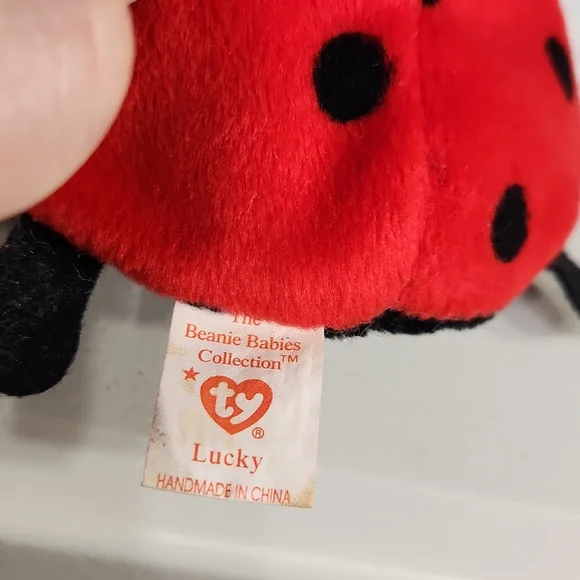 The
Beanie Babies
Collection™
ty®
Lucky
HANDMADE IN CHINA